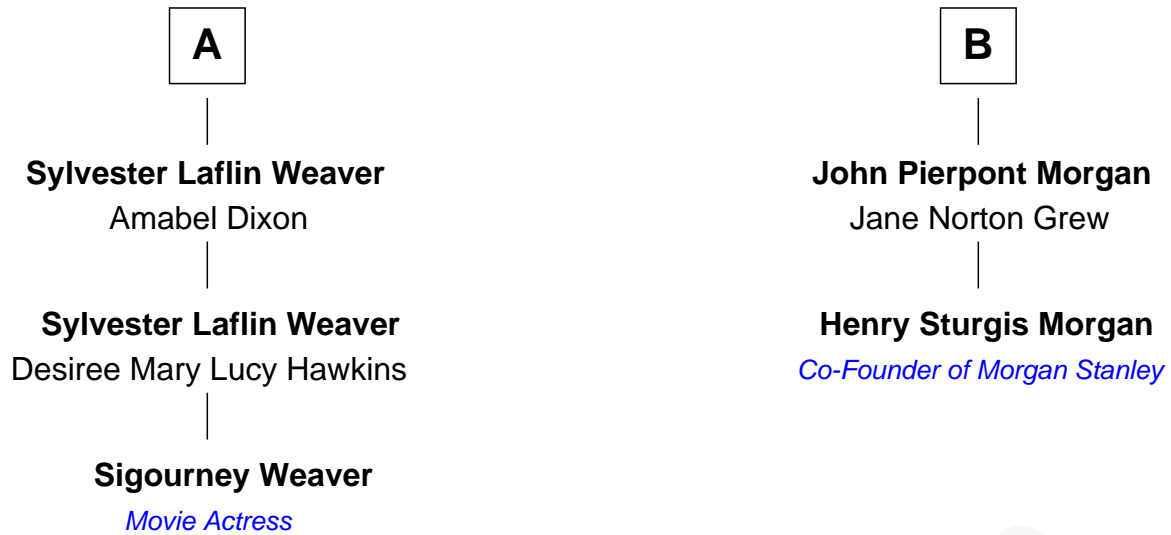 A
B
Sylvester Laflin Weaver
Amabel Dixon
John Pierpont Morgan
Jane Norton Grew
Sylvester Laflin Weaver
Desiree Mary Lucy Hawkins
Henry Sturgis Morgan
Co-Founder of Morgan Stanley
Sigourney Weaver
Movie Actress